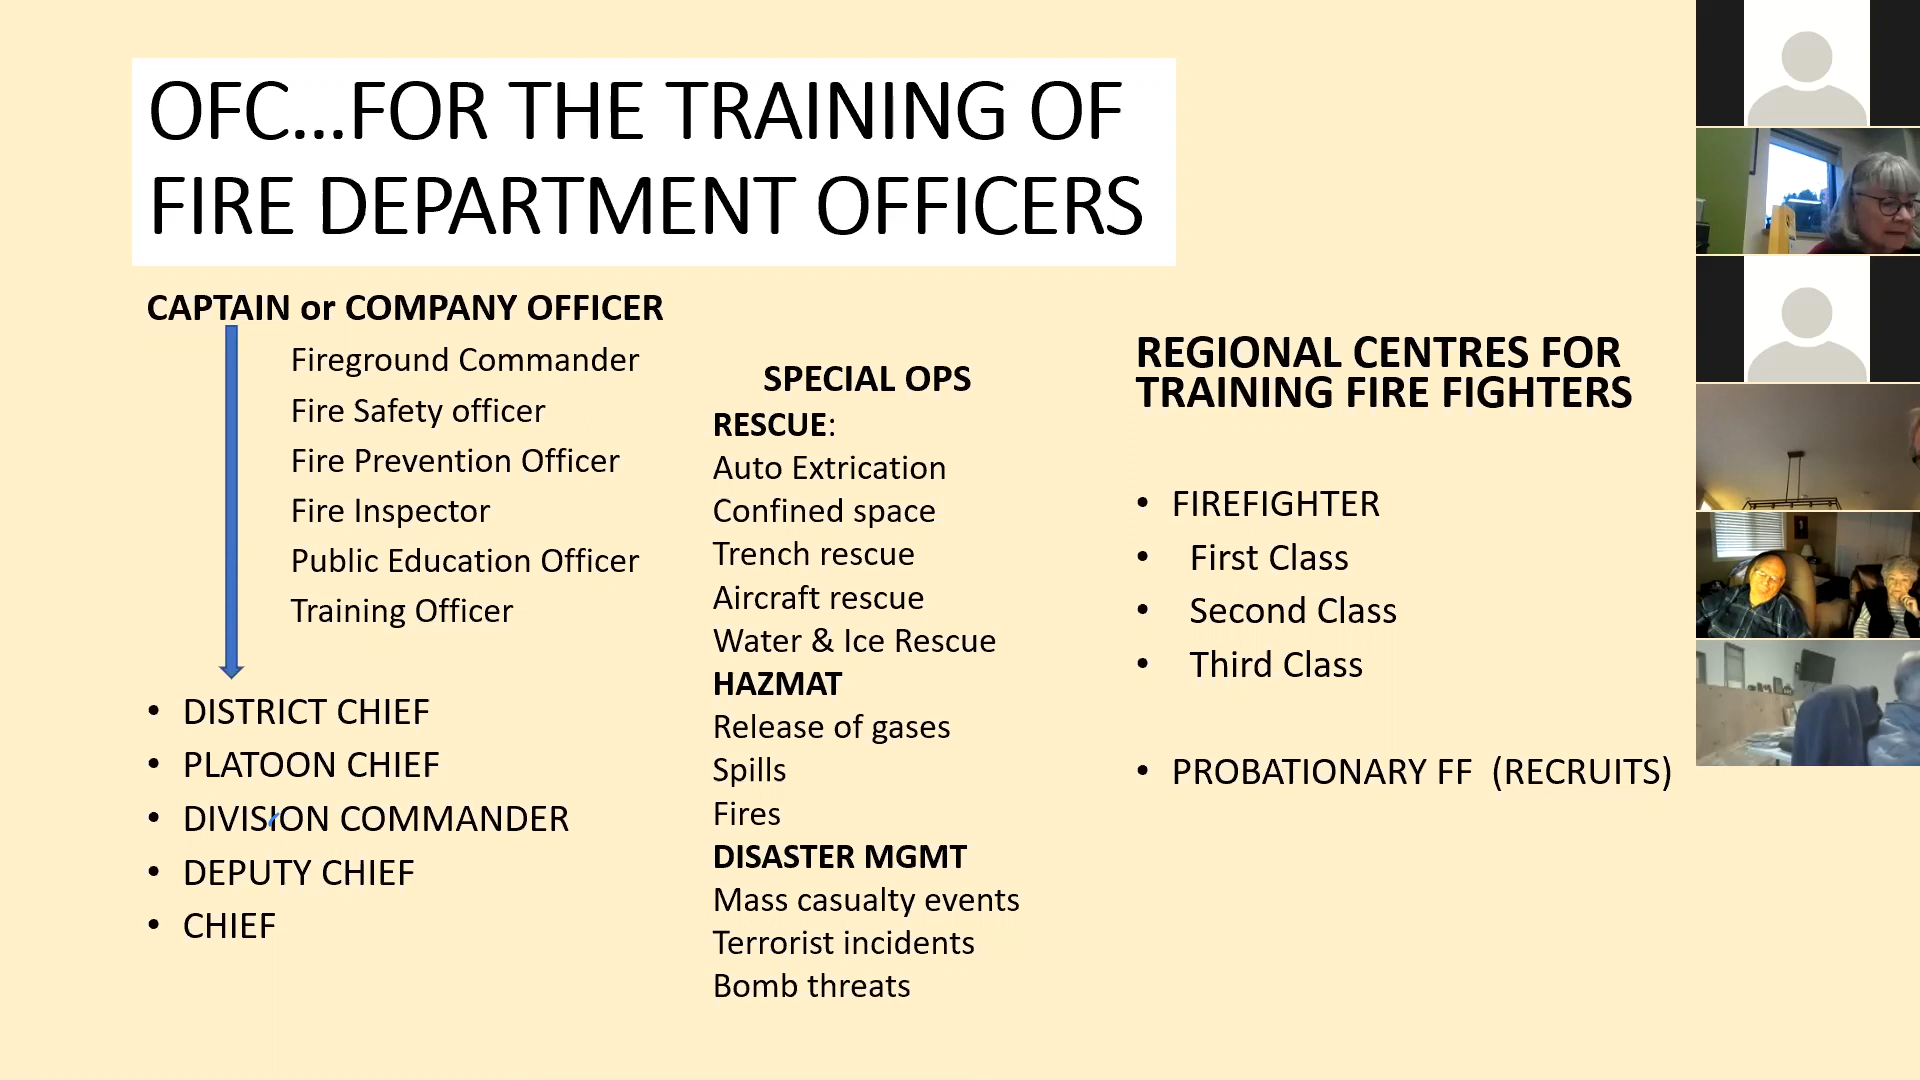 OFC...FOR THE TRAINING OF
FIRE DEPARTMENT OFFICERS
CAPTAIN or COMPANY OFFICER
Fireground Commander
Fire Safety officer
Fire Prevention Officer
Fire Inspector
Public Education Officer
Training Officer
• DISTRICT CHIEF
• PLATOON CHIEF
• DIVISION COMMANDER
• DEPUTY CHIEF
• CHIEF
SPECIAL OPS
RESCUE:
Auto Extrication
Confined space
Trench rescue
Aircraft rescue
Water & Ice Rescue
HAZMAT
Release of gases
Spills
Fires
DISASTER MGMT
Mass casualty events
Terrorist incidents
Bomb threats
REGIONAL CENTRES FOR
TRAINING FIRE FIGHTERS
• FIREFIGHTER
• First Class
• Second Class
• Third Class
• PROBATIONARY FF (RECRUITS)